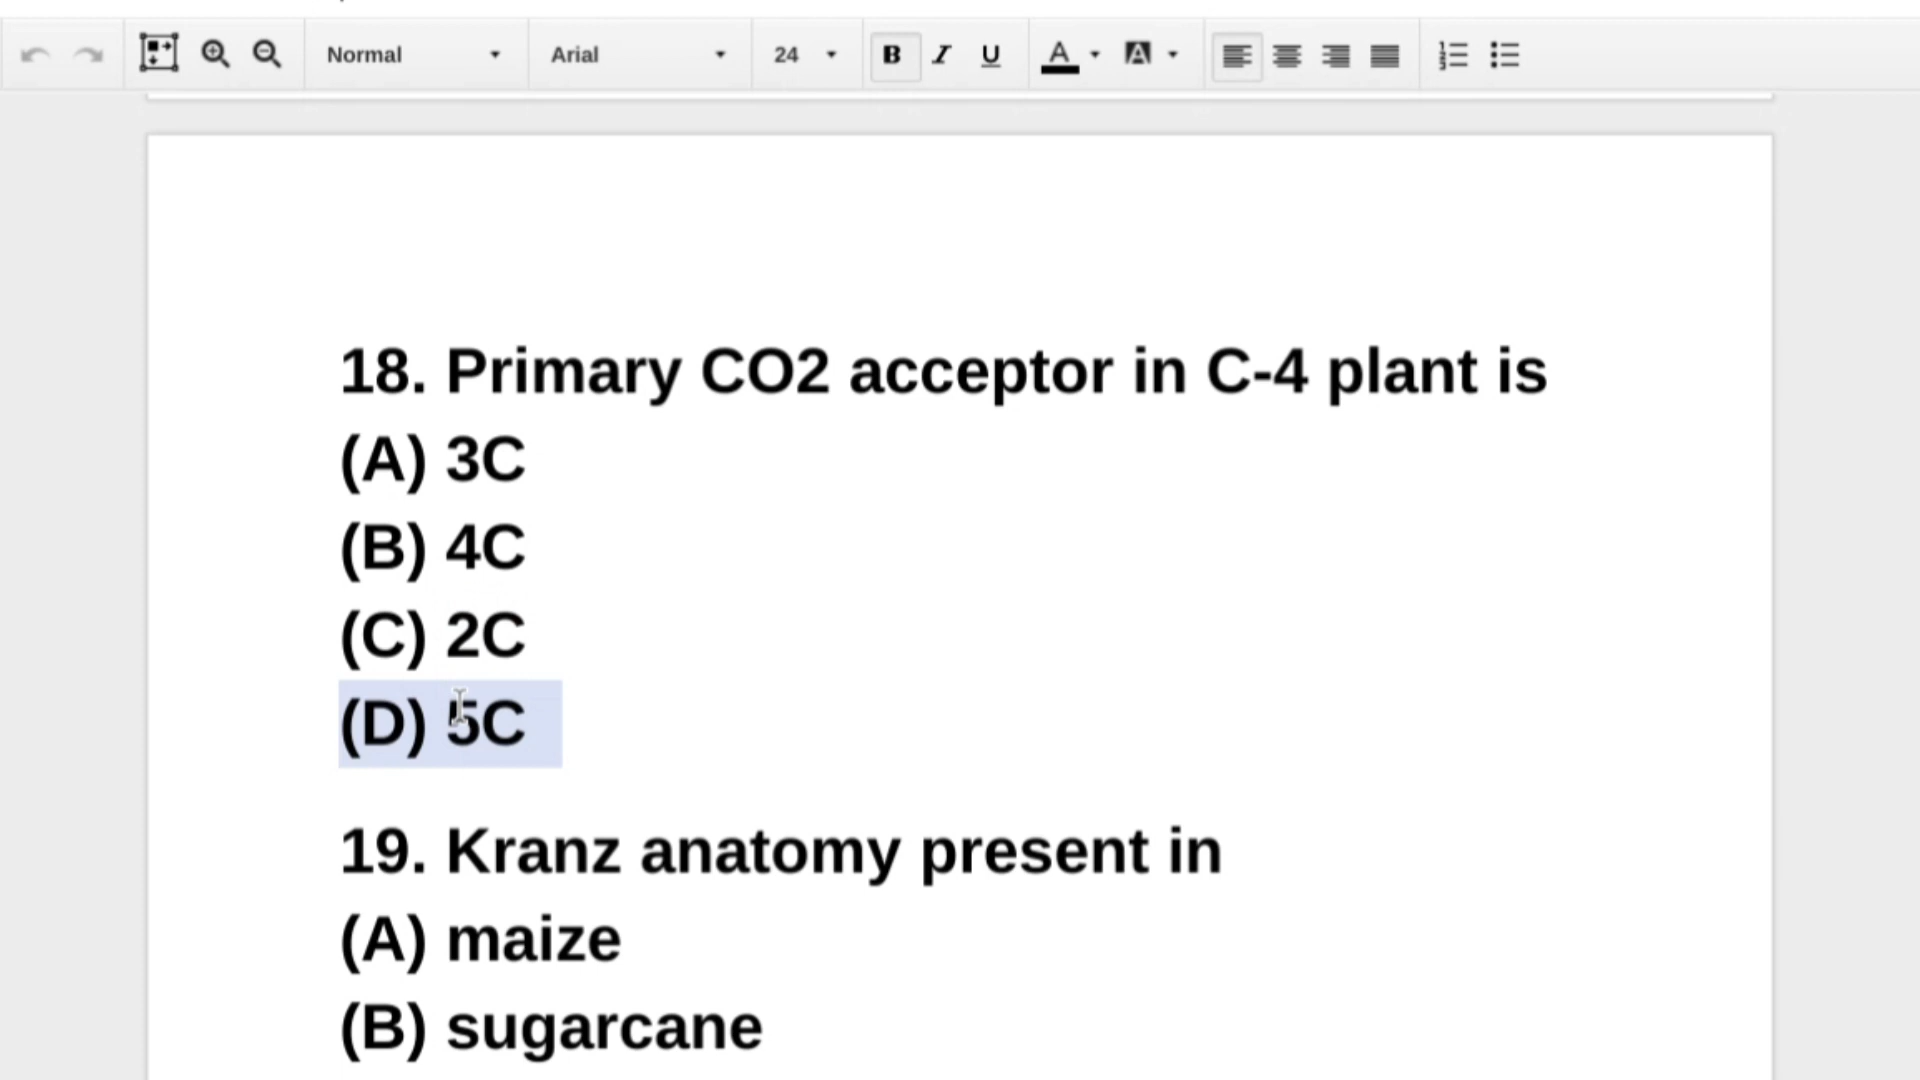 Normal Arial 24 B I U A A
18. Primary CO2 acceptor in C-4 plant is
(A) 3C
(B) 4C
(C) 2C
(D) 5C
19. Kranz anatomy present in
(A) maize
(B) sugarcane